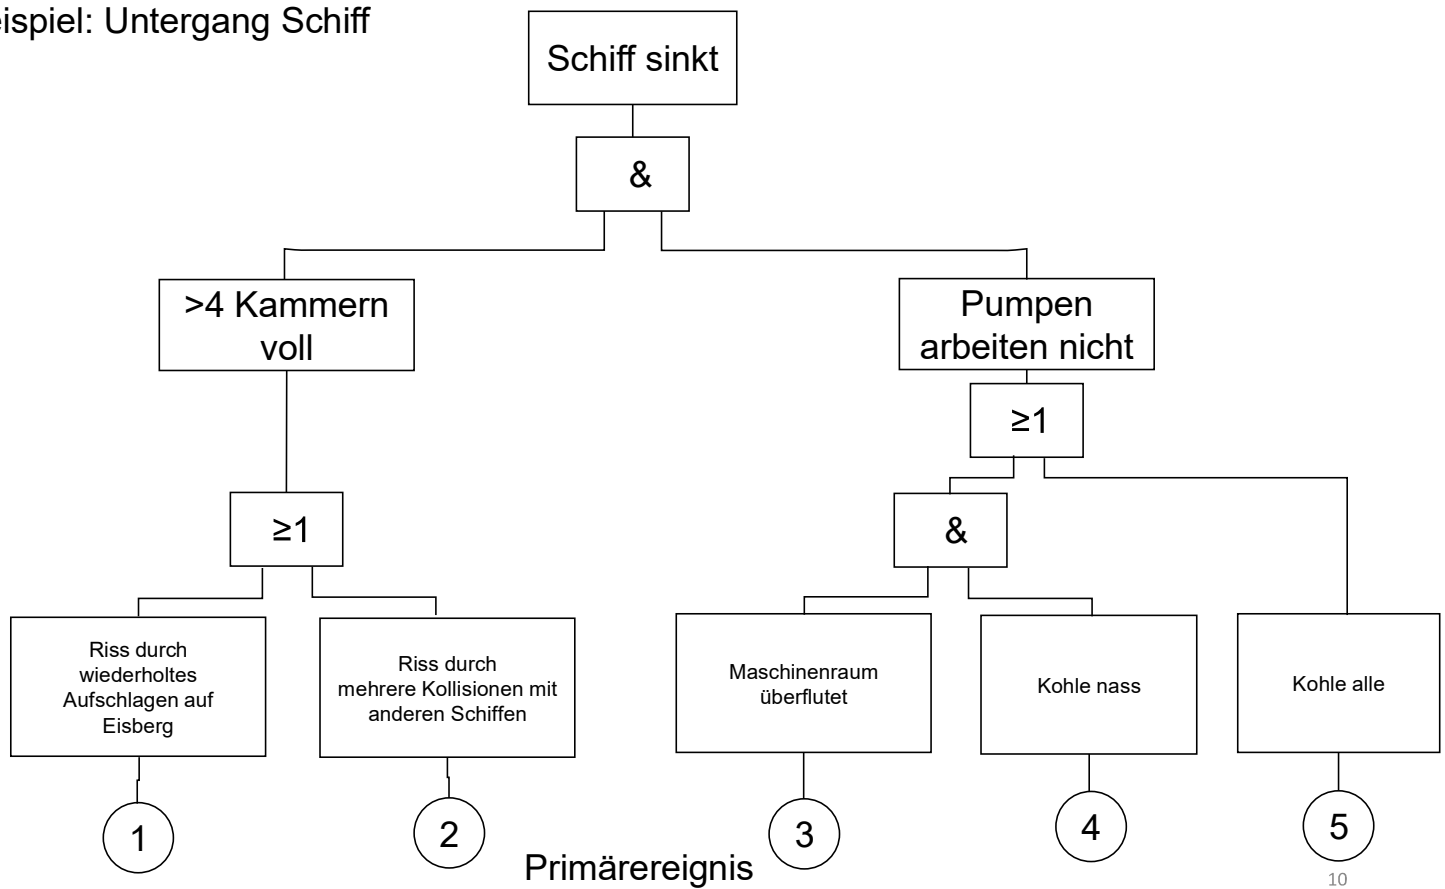 eispiel: Untergang Schiff
Schiff sinkt
&
>4 Kammern
voll
Pumpen
arbeiten nicht
≥1
≥1
&
Riss durch
wiederholtes
Aufschlagen auf
Eisberg
Riss durch
mehrere Kollisionen mit
anderen Schiffen
Maschinenraum
überflutet
Kohle nass
Kohle alle
1
2
3
4
5
Primärereignis
10